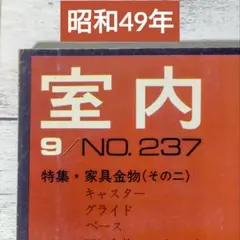 昭和49年
室内
9/NO. 237
特集・家具金物(その二)
キャスター
グライド
ベース